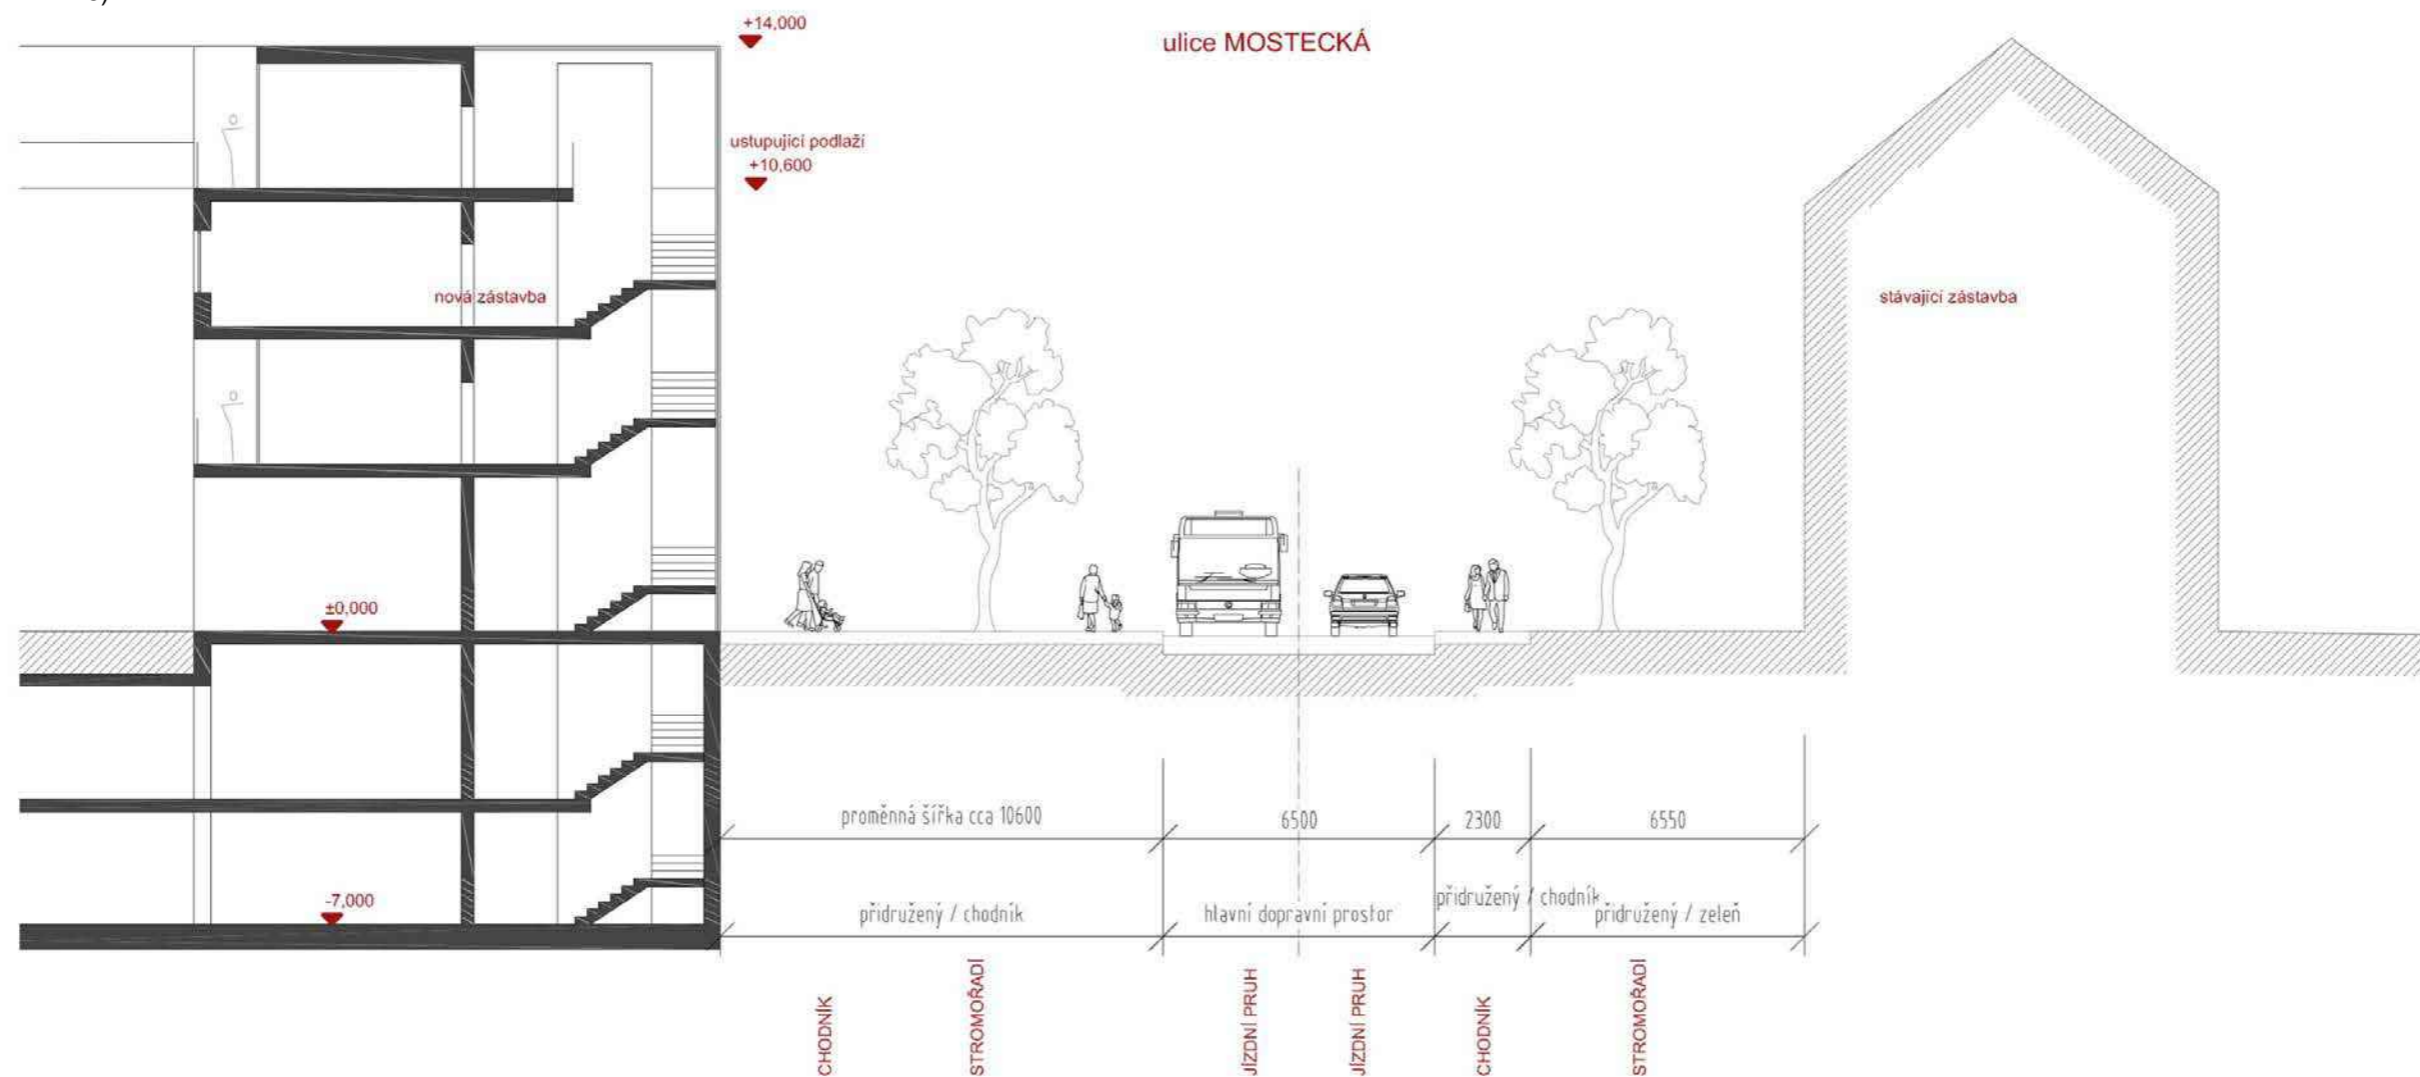 +14,000
ulice MOSTECKÁ
ustupující podlaží
+10,600
nová zástavba
stávající zástavba
±0,000
proměnná šířka cca 10600
6500
2300
6550
-7,000
přidružený / chodník
hlavní dopravní prostor
přidružený / chodník
přidružený / zeleň
CHODNÍK
STROMOŘADÍ
JÍZDNÍ PRUH
JÍZDNÍ PRUH
CHODNÍK
STROMOŘADÍ